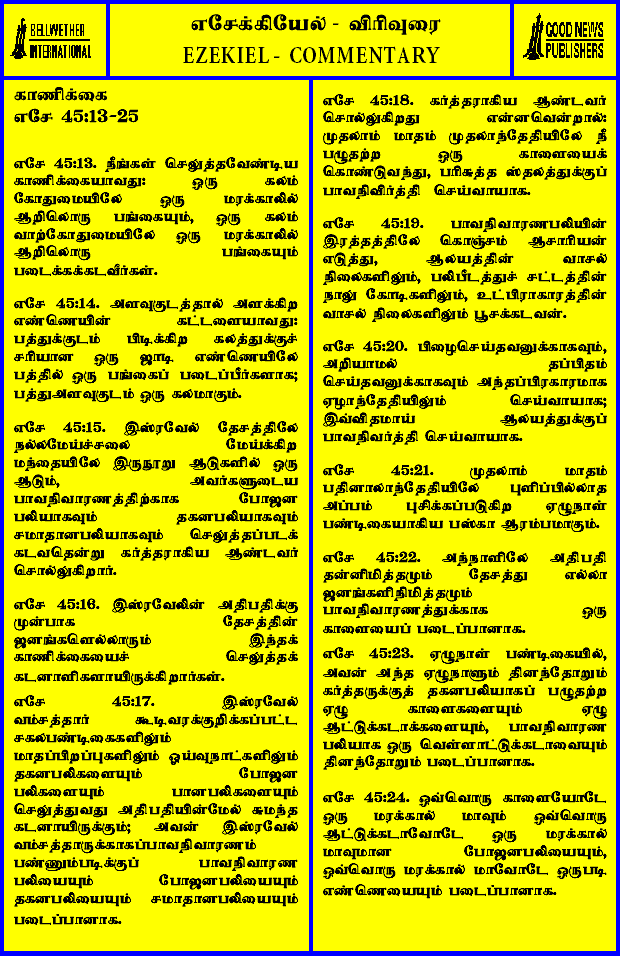 BELLWETHER
INTERNATIONAL
எசேக்கியேல் - விரிவுரை
EZEKIEL - COMMENTARY
GOOD NEWS
PUBLISHERS
காணிக்கை
எசே 45:13-25
எசே 45:13. நீங்கள் செலுத்தவேண்டிய
காணிக்கையாவது: ஒரு கலம்
கோதுமையிலே ஒரு மரக்காலில்
ஆறிலொரு பங்கையும், ஒரு கலம்
வாற்கோதுமையிலே ஒரு மரக்காலில்
ஆறிலொரு பங்கையும்
படைக்கக்கடவீர்கள்.
எசே 45:14. அளவுகுடத்தால் அளக்கிற
எண்ணெயின் கட்டளையாவது:
பத்துக்குடம் பிடிக்கிற கலத்துக்குச்
சரியான ஒரு ஜாடி எண்ணெயிலே
பத்தில் ஒரு பங்கைப் படைப்பீர்களாக;
பத்துஅளவுகுடம் ஒரு கலமாகும்.
எசே 45:15. இஸ்ரவேல் தேசத்திலே
நல்லமேய்ச்சலை மேய்க்கிற
மந்தையிலே இருநூறு ஆடுகளில் ஒரு
ஆடும், அவர்களுடைய
பாவநிவாரணத்திற்காக போஜன
பலியாகவும் தகனபலியாகவும்
சமாதானபலியாகவும் செலுத்தப்படக்
கடவதென்று கர்த்தராகிய ஆண்டவர்
சொல்லுகிறார்.
எசே 45:16. இஸ்ரவேலின் அதிபதிக்கு
முன்பாக தேசத்தின்
ஜனங்களெல்லாரும் இந்தக்
காணிக்கையைச் செலுத்தக்
கடனாளிகளாயிருக்கிறார்கள்.
எசே 45:17. இஸ்ரவேல்
வம்சத்தார் கூடிவரக்குறிக்கப்பட்ட
சகலபண்டிகைகளிலும்
மாதப்பிறப்புகளிலும் ஓய்வுநாட்களிலும்
தகனபலிகளையும் போஜன
பலிகளையும் பானபலிகளையும்
செலுத்துவது அதிபதியின்மேல் சுமந்த
கடனாயிருக்கும்; அவன் இஸ்ரவேல்
வம்சத்தாருக்காகப்பாவநிவாரணம்
பண்ணும்படிக்குப் பாவநிவாரண
பலியையும் போஜனபலியையும்
தகனபலியையும் சமாதானபலியையும்
படைப்பானாக.
எசே 45:18. கர்த்தராகிய ஆண்டவர்
சொல்லுகிறது என்னவென்றால்:
முதலாம் மாதம் முதலாந்தேதியிலே நீ
பழுதற்ற ஒரு காளையைக்
கொண்டுவந்து, பரிசுத்த ஸ்தலத்துக்குப்
பாவநிவிர்த்தி செய்வாயாக.
எசே 45:19. பாவநிவாரணபலியின்
இரத்தத்திலே கொஞ்சம் ஆசாரியன்
எடுத்து, ஆலயத்தின் வாசல்
நிலைகளிலும், பலிபீடத்துச் சட்டத்தின்
நாலு கோடிகளிலும், உட்பிராகாரத்தின்
வாசல் நிலைகளிலும் பூசக்கடவன்.
எசே 45:20. பிழைசெய்தவனுக்காகவும்,
அறியாமல் தப்பிதம்
செய்தவனுக்காகவும் அந்தப்பிரகாரமாக
ஏழாந்தேதியிலும் செய்வாயாக;
இவ்விதமாய் ஆலயத்துக்குப்
பாவநிவர்த்தி செய்வாயாக.
எசே 45:21. முதலாம் மாதம்
பதினாலாந்தேதியிலே புளிப்பில்லாத
அப்பம் புசிக்கப்படுகிற ஏழுநாள்
பண்டிகையாகிய பஸ்கா ஆரம்பமாகும்.
எசே 45:22. அந்நாளிலே அதிபதி
தன்னிமித்தமும் தேசத்து எல்லா
ஜனங்களினிமித்தமும்
பாவநிவாரணத்துக்காக ஒரு
காளையைப் படைப்பானாக.
எசே 45:23. ஏழுநாள் பண்டிகையில்,
அவன் அந்த ஏழுநாளும் தினந்தோறும்
கர்த்தருக்குத் தகனபலியாகப் பழுதற்ற
ஏழு காளைகளையும் ஏழு
ஆட்டுக்கடாக்களையும், பாவநிவாரண
பலியாக ஒரு வெள்ளாட்டுக்கடாவையும்
தினந்தோறும் படைப்பானாக.
எசே 45:24. ஒவ்வொரு காளையோடே
ஒரு மரக்கால் மாவும் ஒவ்வொரு
ஆட்டுக்கடாவோடே ஒரு மரக்கால்
மாவுமான போஜனபலியையும்,
ஒவ்வொரு மரக்கால் மாவோடே ஒருபடி
எண்ணெயையும் படைப்பானாக.